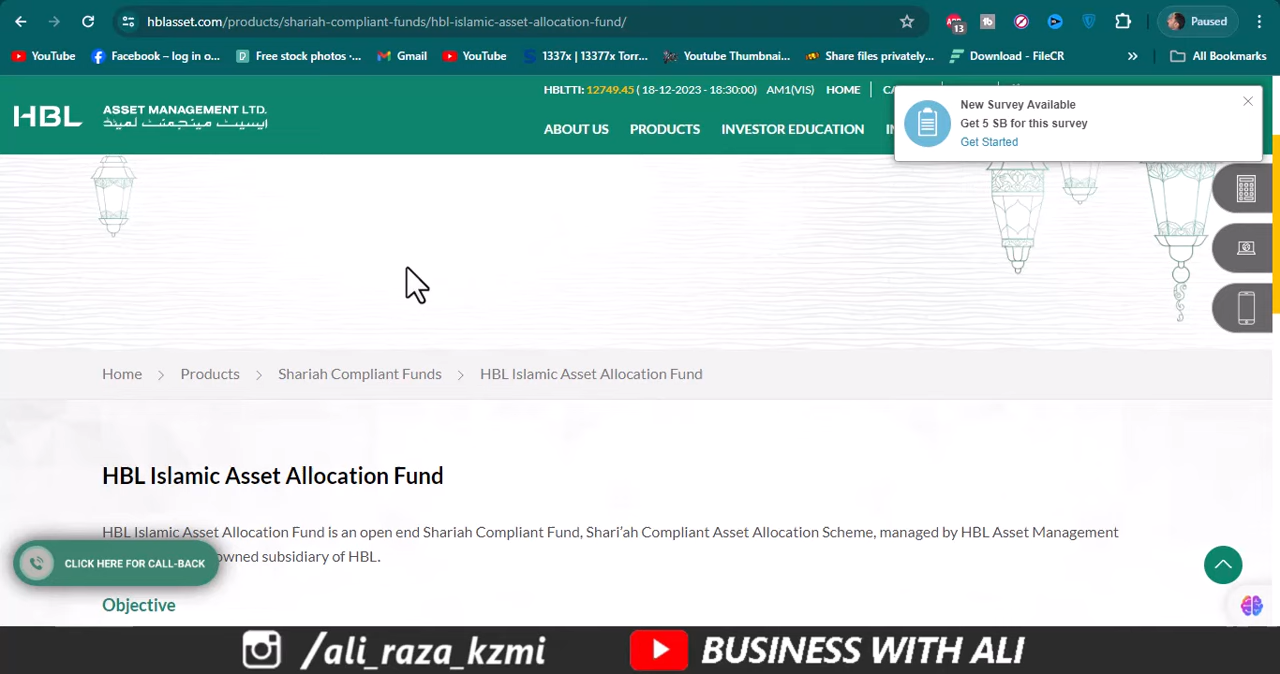 hblasset.com/products/shariah-compliant-funds/hbl-islamic-asset-allocation-fund/
13
Paused
YouTube
Facebook – log in o...
Free stock photos ·...
Gmail
YouTube
1337x | 13377x Torr...
Youtube Thumbnai...
Share files privately...
Download - FileCR
»
All Bookmarks
HBL
ASSET MANAGEMENT LTD.
ایسیٹ مینجمنٹ لمیٹڈ
HBLTTI: 12749.45 ( 18-12-2023 - 18:30:00) AM1(VIS)
HOME
ABOUT US
PRODUCTS
INVESTOR EDUCATION
New Survey Available
Get 5 SB for this survey
Get Started
Home > Products > Shariah Compliant Funds > HBL Islamic Asset Allocation Fund
HBL Islamic Asset Allocation Fund
HBL Islamic Asset Allocation Fund is an open end Shariah Compliant Fund, Shari’ah Compliant Asset Allocation Scheme, managed by HBL Asset Management
owned subsidiary of HBL.
CLICK HERE FOR CALL-BACK
Objective
/ali_raza_kzmi
BUSINESS WITH ALI